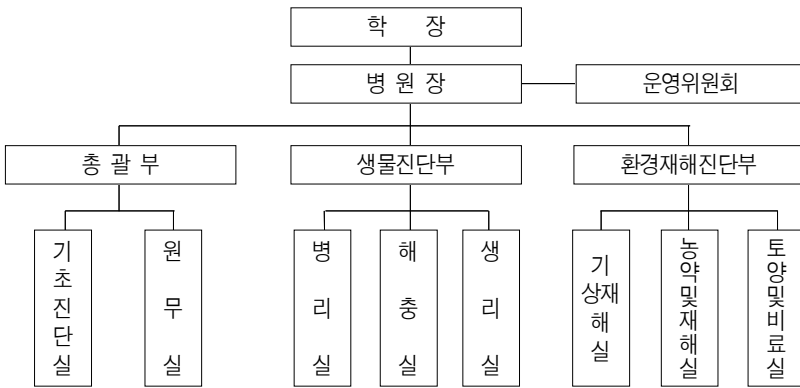 학 장
병 원 장
운영위원회
총 괄 부
생물진단부
환경재해진단부
기초진단실
원무실
병리실
해충실
생리실
기상재해실
농약및재해실
토양및비료실